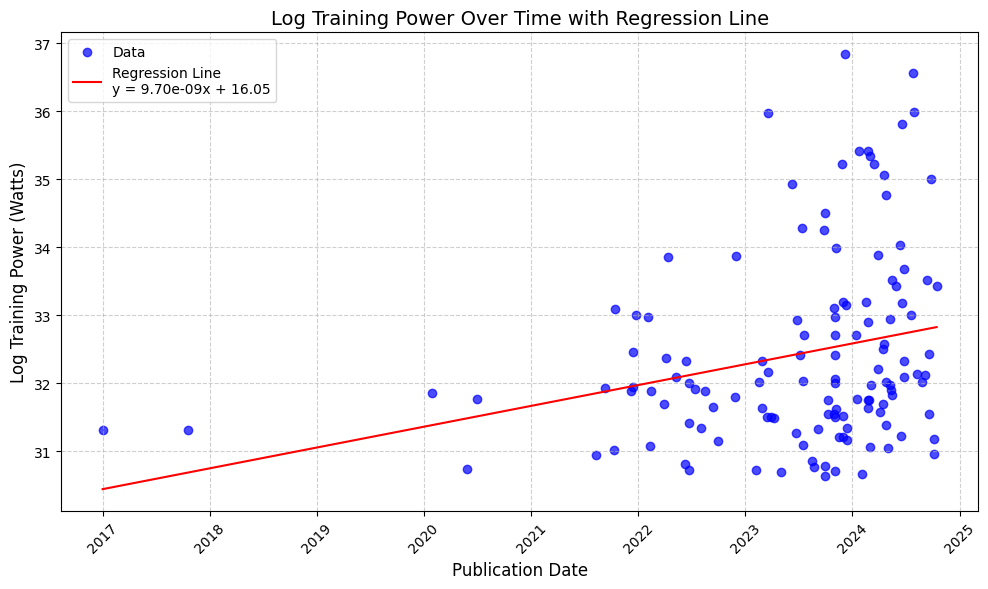 Log Training Power Over Time with Regression Line
Data
Regression Line
y = 9.70e-09x + 16.05
Log Training Power (Watts)
37
36
35
34
33
32
31
2017
2018
2019
2020
2021
2022
2023
2024
2025
Publication Date